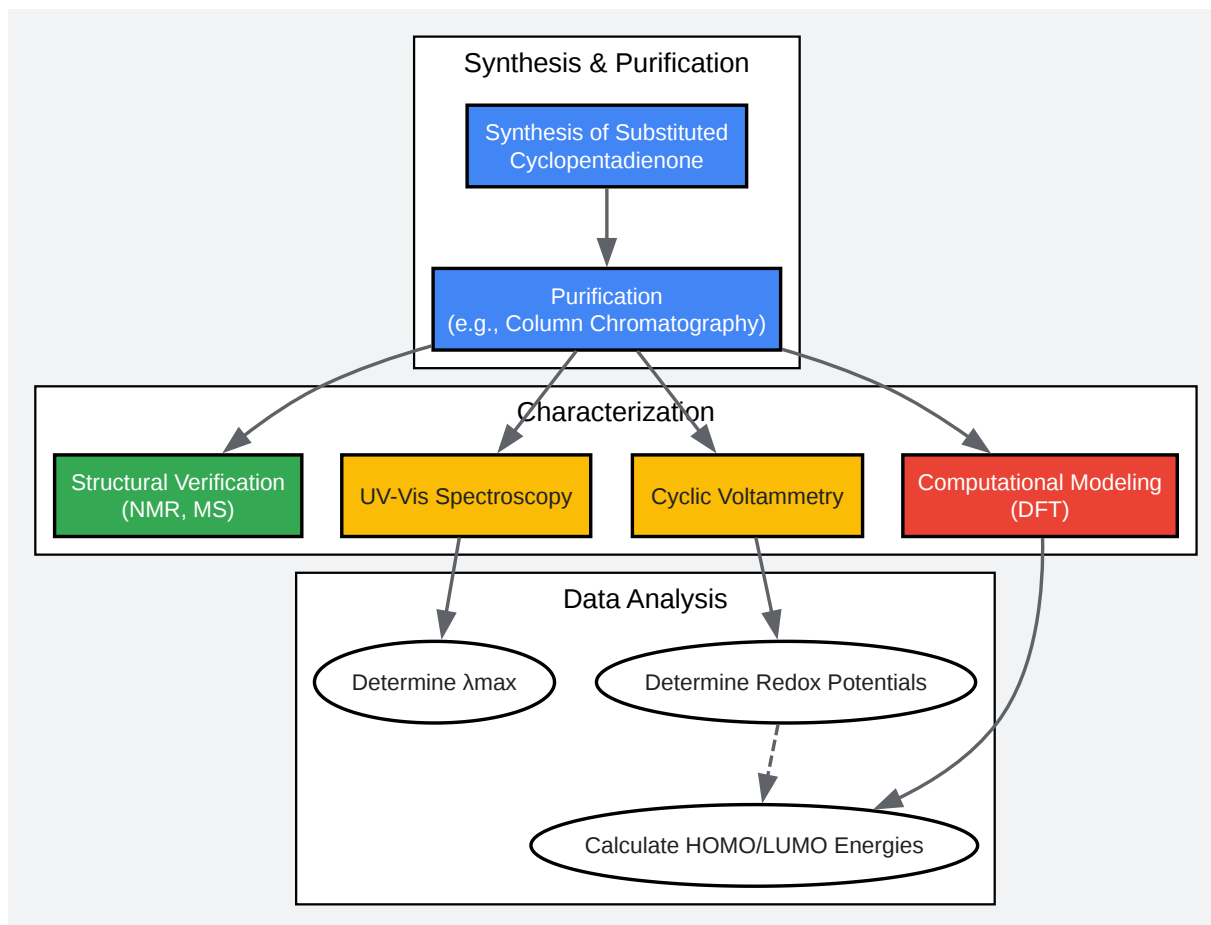 Synthesis & Purification
Synthesis of Substituted
Cyclopentadienone
Purification
(e.g., Column Chromatography)
Characterization
Structural Verification
(NMR, MS)
UV-Vis Spectroscopy
Cyclic Voltammetry
Computational Modeling
(DFT)
Data Analysis
Determine λmax
Determine Redox Potentials
Calculate HOMO/LUMO Energies